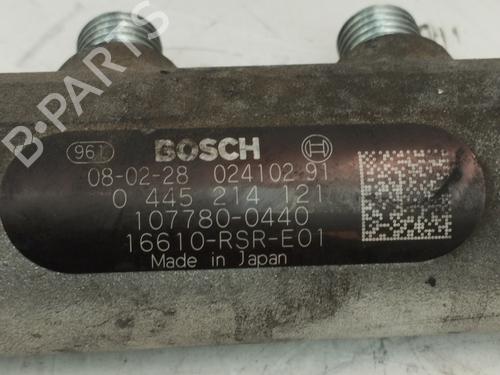 961 BOSCH
08-02-28 024102 91
0 445 214 121
107780-0440
16610-RSR-E01
Made in Japan
B-PARTS